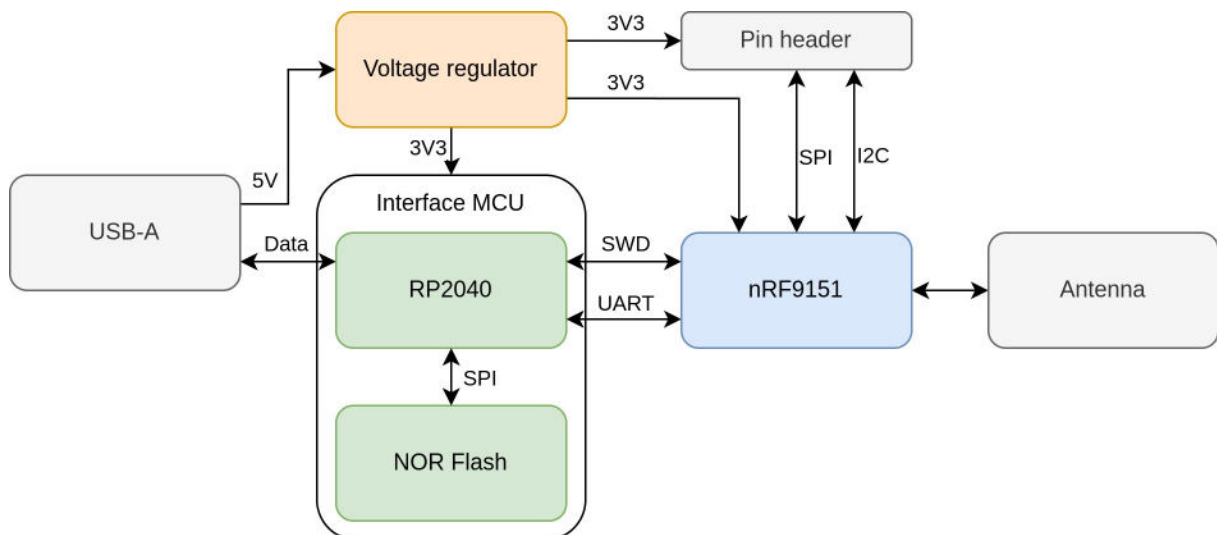 3V3
Pin header
Voltage regulator
3V3
3V3
SPI
I2C
5V
Interface MCU
USB-A
Data
SWD
RP2040
nRF9151
Antenna
UART
SPI
NOR Flash